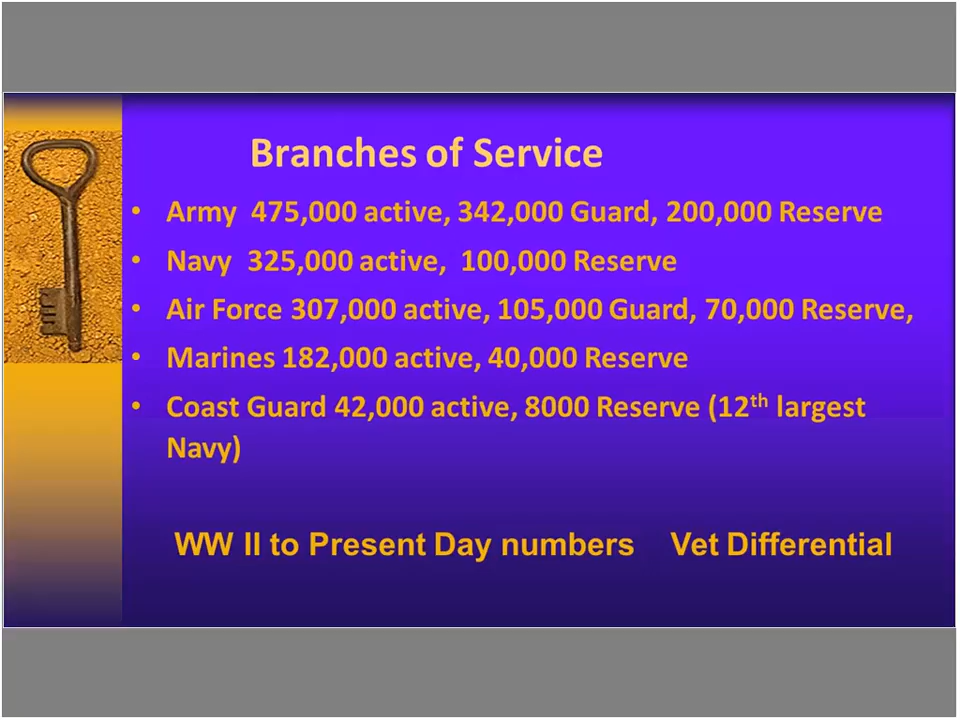 Branches of Service
• Army  475,000 active, 342,000 Guard, 200,000 Reserve
• Navy  325,000 active,  100,000 Reserve
• Air Force 307,000 active, 105,000 Guard, 70,000 Reserve,
• Marines 182,000 active, 40,000 Reserve
• Coast Guard 42,000 active, 8000 Reserve (12th largest
Navy)
WW II to Present Day numbers    Vet Differential